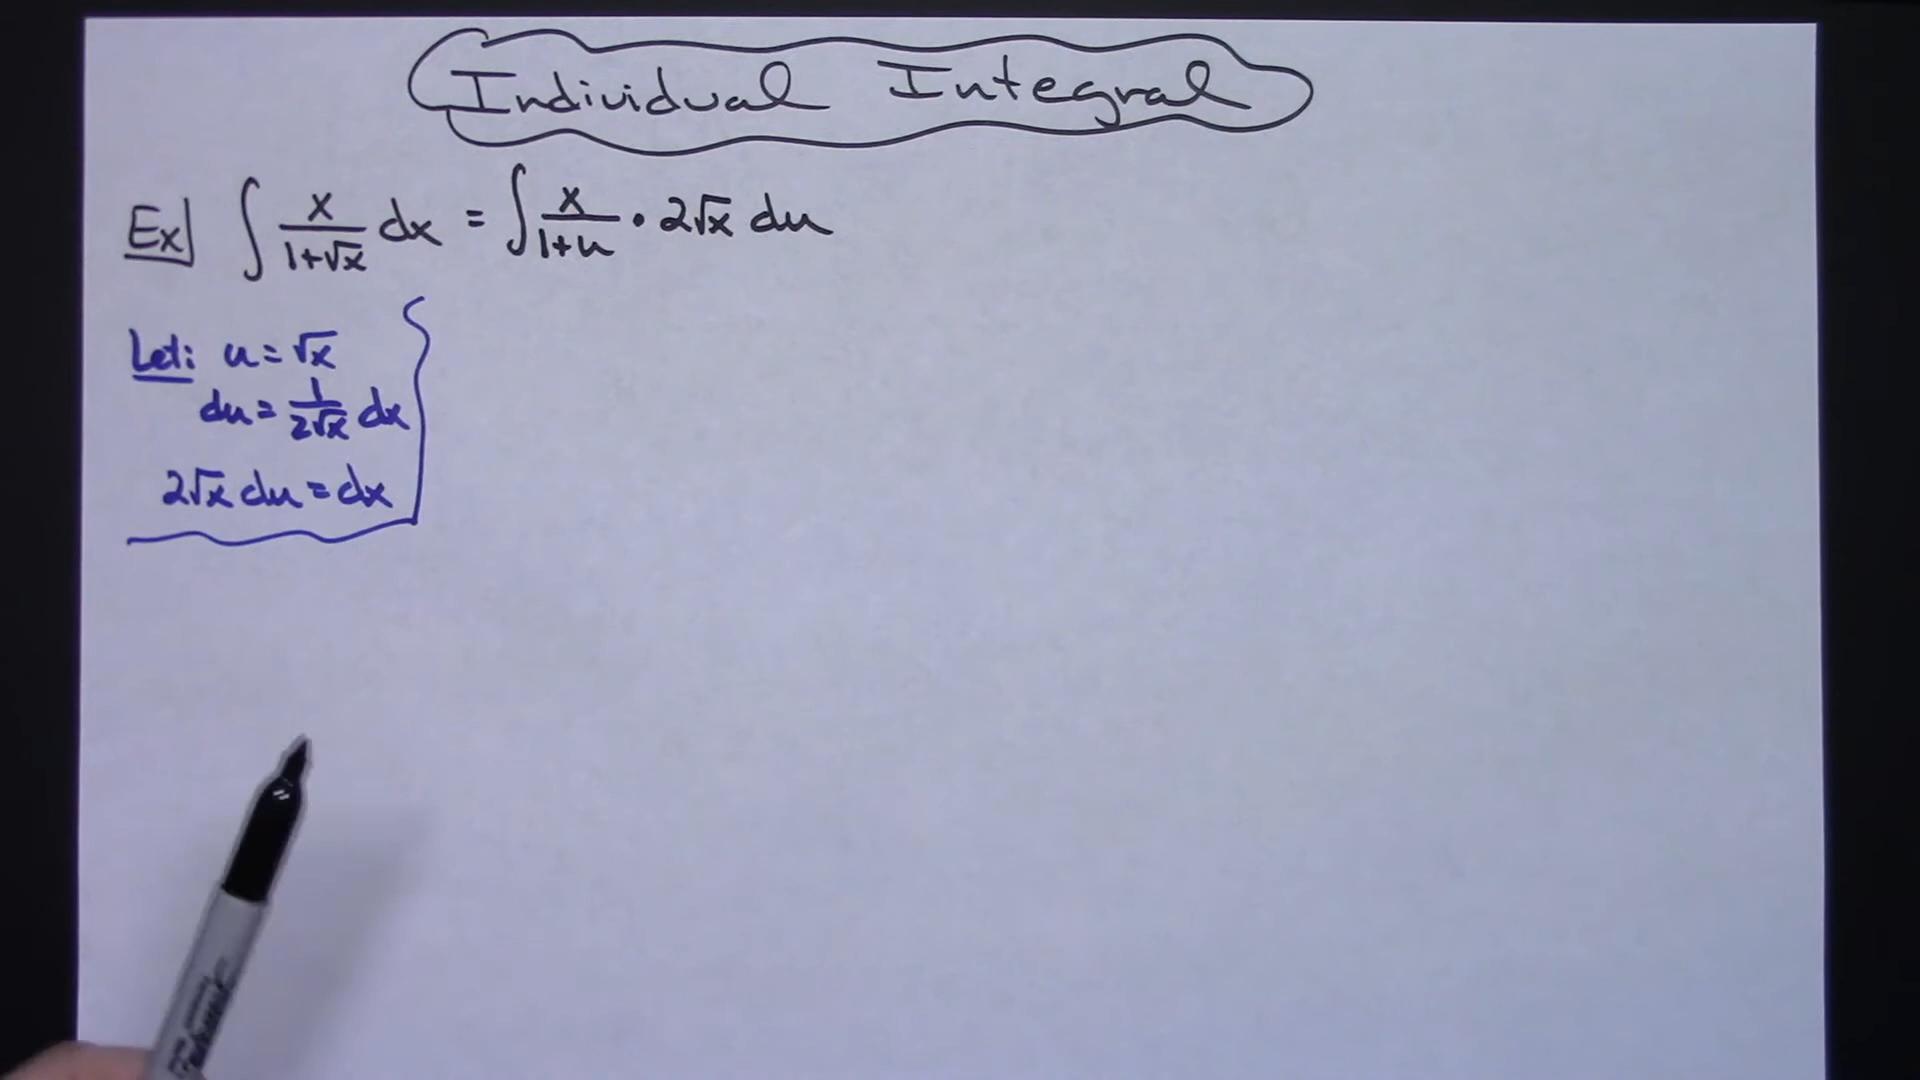 Individual Integral
Ex] ∫ x/(1+√x) dx = ∫ x/(1+u) • 2√x du
Let: u = √x
du = 1/(2√x) dx
2√x du = dx